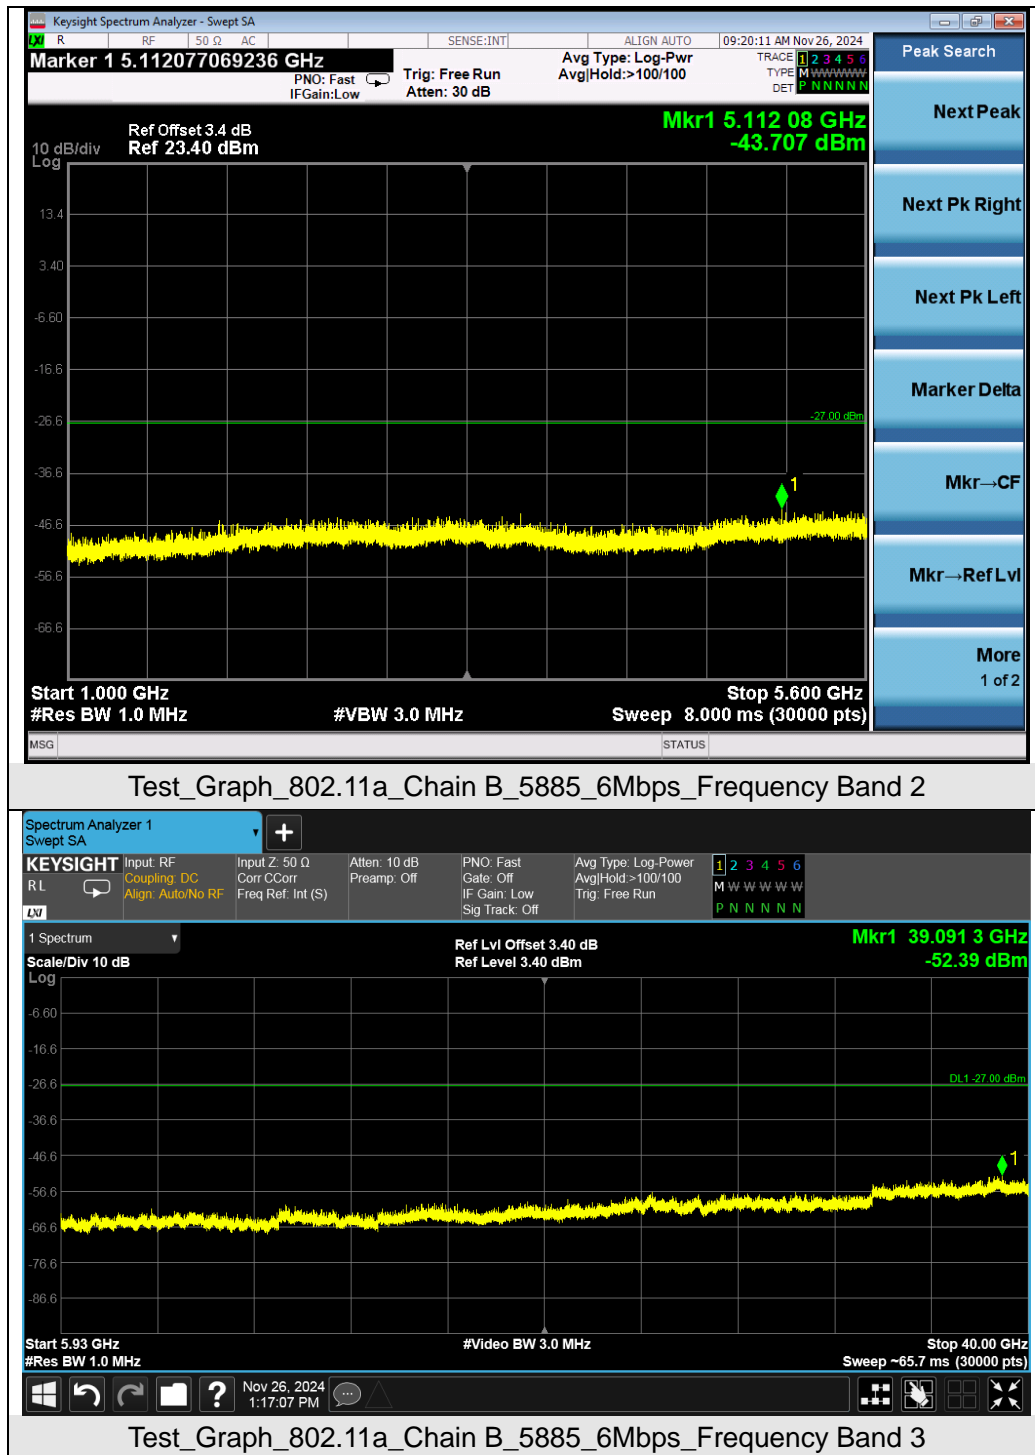 Keysight Spectrum Analyzer - Swept SA
LXI R RF 50 Ω AC SENSE:INT ALIGN AUTO 09:20:11 AM Nov 26, 2024
Marker 1 5.112077069236 GHz
PNO: Fast
IFGain:Low
Trig: Free Run
Atten: 30 dB
Avg Type: Log-Pwr
Avg|Hold:>100/100
TRACE 1 2 3 4 5 6
TYPE M W W W W W
DET P N N N N N
Peak Search
Next Peak
Next Pk Right
Next Pk Left
Marker Delta
Mkr→CF
Mkr→Ref Lvl
More
1 of 2
Mkr1 5.112 08 GHz
-43.707 dBm
Ref Offset 3.4 dB
10 dB/div Ref 23.40 dBm
Log
13.4
3.40
-6.60
-16.6
-26.6
-36.6
-46.6
-56.6
-66.6
-27.00 dBm
1
Start 1.000 GHz Stop 5.600 GHz
#Res BW 1.0 MHz #VBW 3.0 MHz Sweep 8.000 ms (30000 pts)
MSG STATUS
Test_Graph_802.11a_Chain B_5885_6Mbps_Frequency Band 2
Spectrum Analyzer 1
Swept SA
+
KEYSIGHT
R L
LXI
Input: RF
Coupling: DC
Align: Auto/No RF
Input Z: 50 Ω
Corr CCorr
Freq Ref: Int (S)
Atten: 10 dB
Preamp: Off
PNO: Fast
Gate: Off
IF Gain: Low
Sig Track: Off
Avg Type: Log-Power
Avg|Hold:>100/100
Trig: Free Run
1 2 3 4 5 6
M W W W W W
P N N N N N
1 Spectrum
Scale/Div 10 dB
Log
Ref Lvl Offset 3.40 dB
Ref Level 3.40 dBm
Mkr1 39.091 3 GHz
-52.39 dBm
-6.60
-16.6
-26.6
-36.6
-46.6
-56.6
-66.6
-76.6
-86.6
DL1 -27.00 dBm
1
Start 5.93 GHz #Video BW 3.0 MHz Stop 40.00 GHz
#Res BW 1.0 MHz Sweep ~65.7 ms (30000 pts)
?
Nov 26, 2024
1:17:07 PM
Test_Graph_802.11a_Chain B_5885_6Mbps_Frequency Band 3